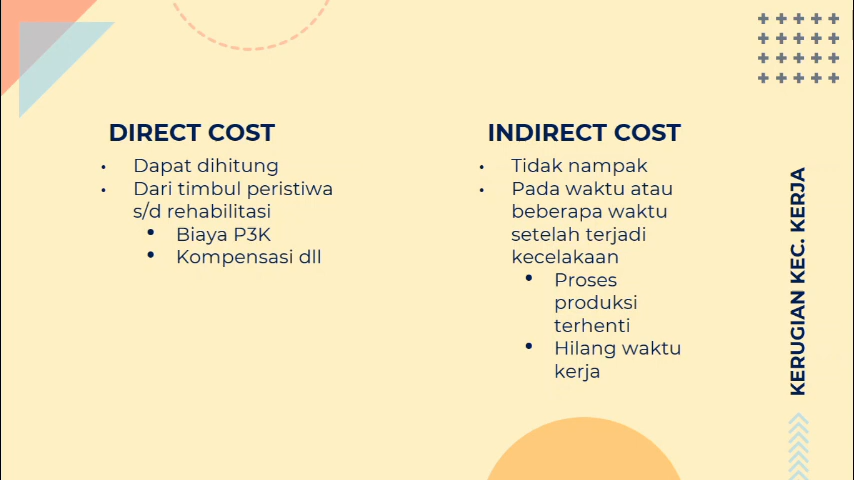 DIRECT COST
• Dapat dihitung
• Dari timbul peristiwa
s/d rehabilitasi
• Biaya P3K
• Kompensasi dll
INDIRECT COST
• Tidak nampak
• Pada waktu atau
beberapa waktu
setelah terjadi
kecelakaan
• Proses
produksi
terhenti
• Hilang waktu
kerja
KERUGIAN KEC. KERJA